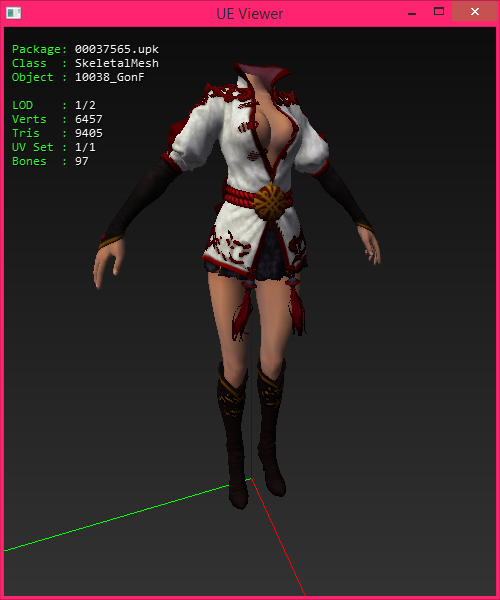 UE Viewer
Package: 00037565.upk
Class  : SkeletalMesh
Object : 10038_GonF
LOD    : 1/2
Verts  : 6457
Tris   : 9405
UV Set : 1/1
Bones  : 97